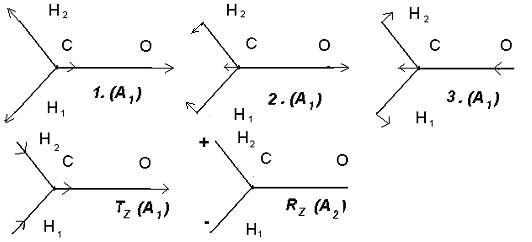 H2
C O
H1
1. (A1)
H2
C O
H1
2. (A1)
H2
C O
H1
3. (A1)
H2
C O
H1
TZ (A1)
+
H2
C O
-
H1
RZ (A2)